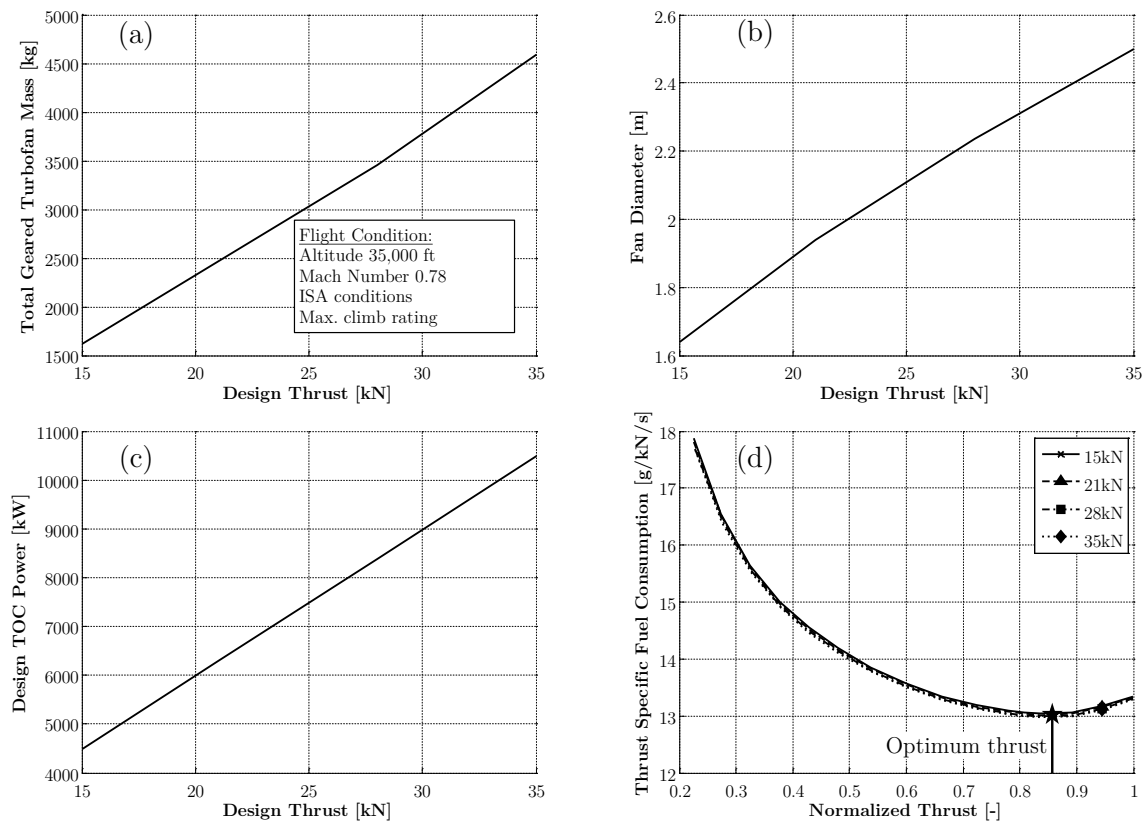 (a)
Total Geared Turbofan Mass [kg]
5000
4500
4000
3500
3000
2500
2000
1500
Flight Condition:
Altitude 35,000 ft
Mach Number 0.78
ISA conditions
Max. climb rating
15 20 25 30 35
Design Thrust [kN]
(b)
Fan Diameter [m]
2.6
2.4
2.2
2
1.8
1.6
15 20 25 30 35
Design Thrust [kN]
(c)
Design TOC Power [kW]
11000
10000
9000
8000
7000
6000
5000
4000
15 20 25 30 35
Design Thrust [kN]
(d)
Thrust Specific Fuel Consumption [g/kN/s]
18
17
16
15
14
13
12
15kN
21kN
28kN
35kN
Optimum thrust
0.2 0.3 0.4 0.5 0.6 0.7 0.8 0.9 1
Normalized Thrust [-]